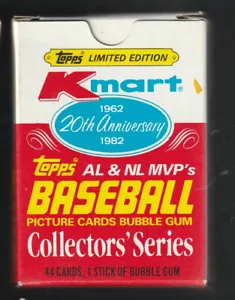 Topps LIMITED EDITION
Kmart
1962
20th Anniversary
1982
Topps AL & NL MVP's
BASEBALL
PICTURE CARDS BUBBLE GUM
Collectors' Series
44 CARDS, 1 STICK OF BUBBLE GUM